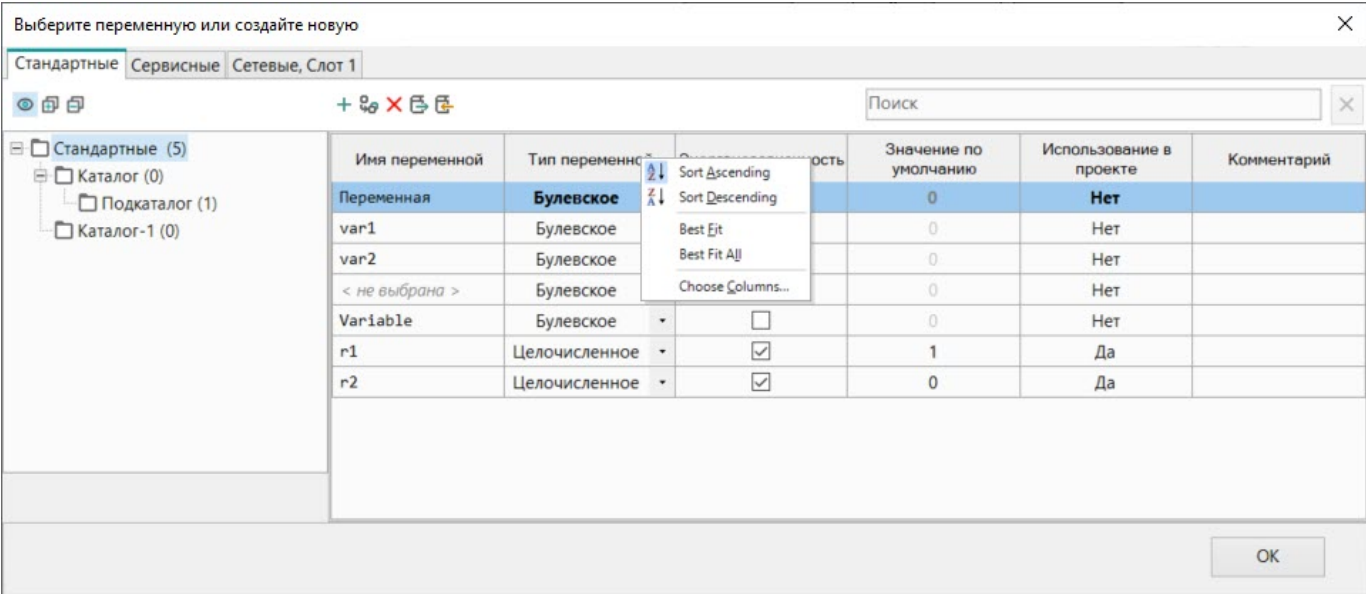 Выберите переменную или создайте новую
Стандартные Сервисные Сетевые, Слот 1
Поиск
Стандартные (5)
Каталог (0)
Подкаталог (1)
Каталог-1 (0)
Имя переменной Тип переменной Значение по умолчанию Использование в проекте Комментарий
Переменная Булевское 0 Нет
var1 Булевское 0 Нет
var2 Булевское 0 Нет
< не выбрана > Булевское 0 Нет
Variable Булевское 0 Нет
r1 Целочисленное 1 Да
r2 Целочисленное 0 Да
Sort Ascending
Sort Descending
Best Fit
Best Fit All
Choose Columns...
OK